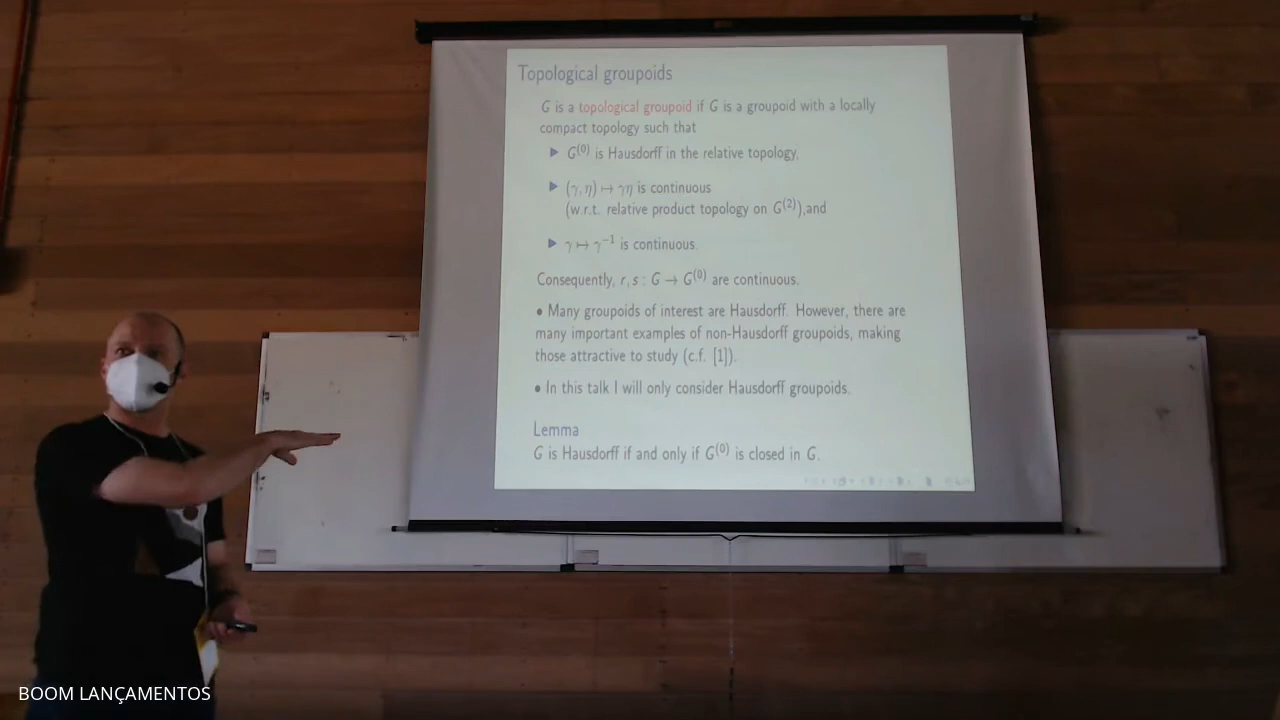 Topological groupoids
G is a topological groupoid if G is a groupoid with a locally
compact topology such that
▶ G⁽⁰⁾ is Hausdorff in the relative topology,
▶ (γ, η) ↦ γη is continuous
(w.r.t. relative product topology on G⁽²⁾),and
▶ γ ↦ γ⁻¹ is continuous.
Consequently, r, s : G → G⁽⁰⁾ are continuous.
• Many groupoids of interest are Hausdorff. However, there are
many important examples of non-Hausdorff groupoids, making
those attractive to study (c.f. [1]).
• In this talk I will only consider Hausdorff groupoids.
Lemma
G is Hausdorff if and only if G⁽⁰⁾ is closed in G.
BOOM LANÇAMENTOS